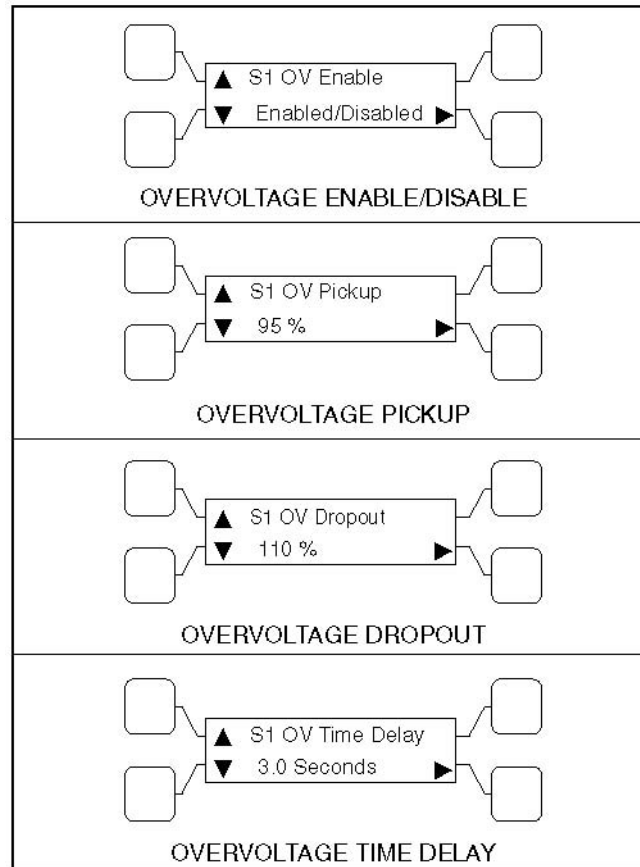 ▲ S1 OV Enable
▼ Enabled/Disabled ▶
OVERVOLTAGE ENABLE/DISABLE
▲ S1 OV Pickup
▼ 95 % ▶
OVERVOLTAGE PICKUP
▲ S1 OV Dropout
▼ 110 % ▶
OVERVOLTAGE DROPOUT
▲ S1 OV Time Delay
▼ 3.0 Seconds ▶
OVERVOLTAGE TIME DELAY